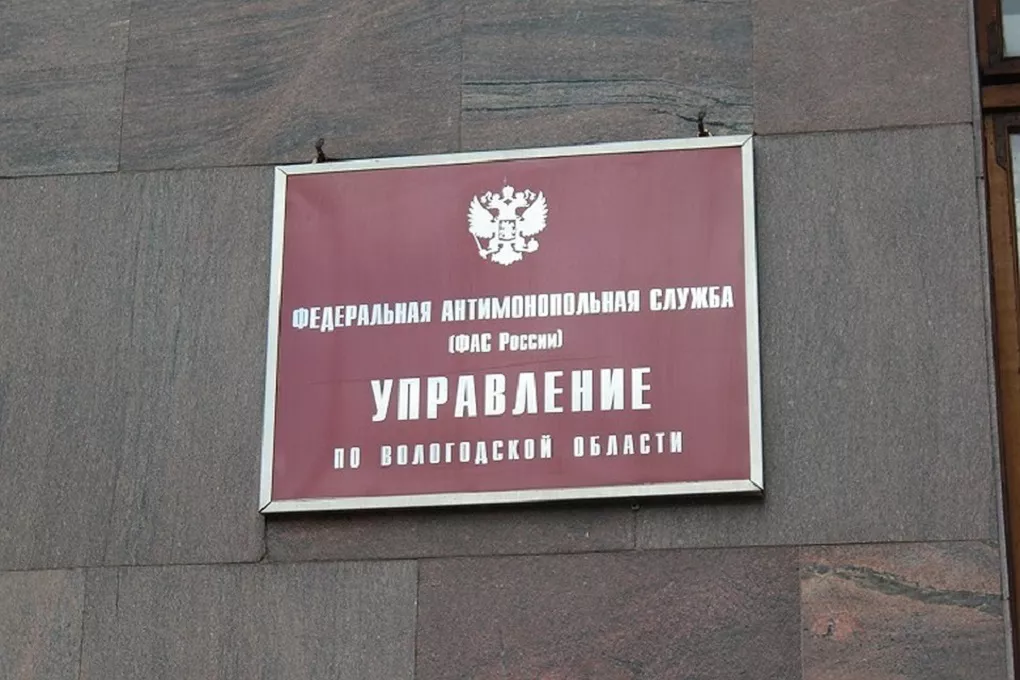 ФЕДЕРАЛЬНАЯ АНТИМОНОПОЛЬНАЯ СЛУЖБА
(ФАС РОССИИ)
УПРАВЛЕНИЕ
ПО ВОЛОГОДСКОЙ ОБЛАСТИ